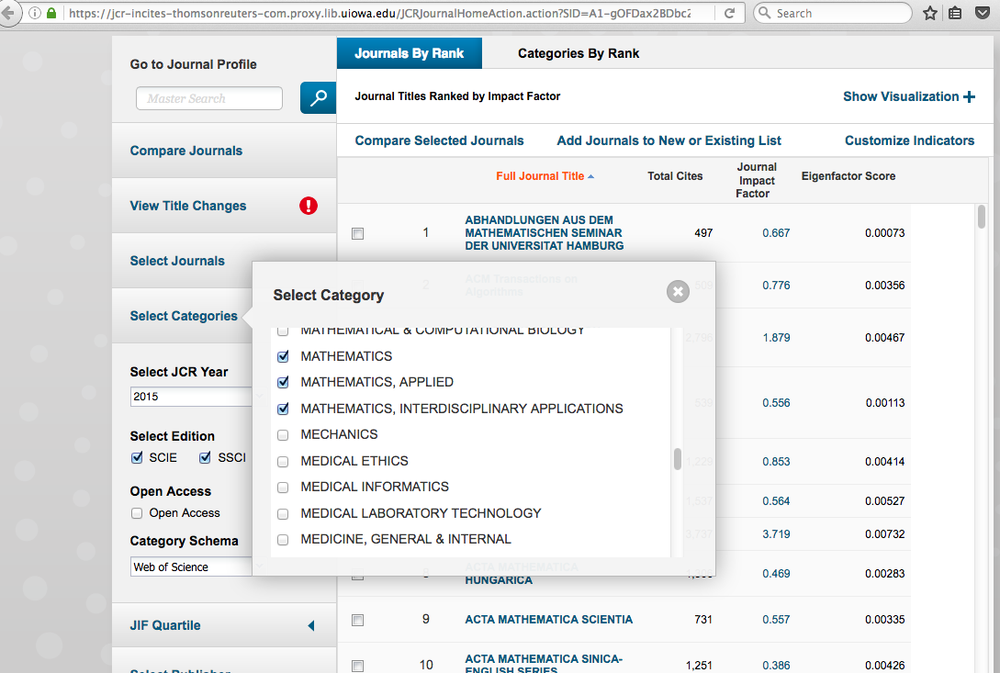 https://jcr-incites-thomsonreuters-com.proxy.lib.uiowa.edu/JCRJournalHomeAction.action?SID=A1-gOFDax2BDbc2
Search
Go to Journal Profile
Master Search
Compare Journals
View Title Changes
Select Journals
Select Categories
Select JCR Year
2015
Select Edition
SCIE SSCI
Open Access
Open Access
Category Schema
Web of Science
JIF Quartile
Select Publisher
Journals By Rank
Categories By Rank
Journal Titles Ranked by Impact Factor
Show Visualization +
Compare Selected Journals
Add Journals to New or Existing List
Customize Indicators
Full Journal Title
Total Cites
Journal
Impact
Factor
Eigenfactor Score
1
ABHANDLUNGEN AUS DEM
MATHEMATISCHEN SEMINAR
DER UNIVERSITAT HAMBURG
497 0.667 0.00073
2
ACM Transactions on
Algorithms
509 0.776 0.00356
2,796 1.879 0.00467
539 0.556 0.00113
1,229 0.853 0.00414
1,537 0.564 0.00527
3,737 3.719 0.00732
ACTA MATHEMATICA
HUNGARICA
0.469 0.00283
9 ACTA MATHEMATICA SCIENTIA 731 0.557 0.00335
10
ACTA MATHEMATICA SINICA-
ENGLISH SERIES
1,251 0.386 0.00426
Select Category
MATHEMATICAL & COMPUTATIONAL BIOLOGY
MATHEMATICS
MATHEMATICS, APPLIED
MATHEMATICS, INTERDISCIPLINARY APPLICATIONS
MECHANICS
MEDICAL ETHICS
MEDICAL INFORMATICS
MEDICAL LABORATORY TECHNOLOGY
MEDICINE, GENERAL & INTERNAL